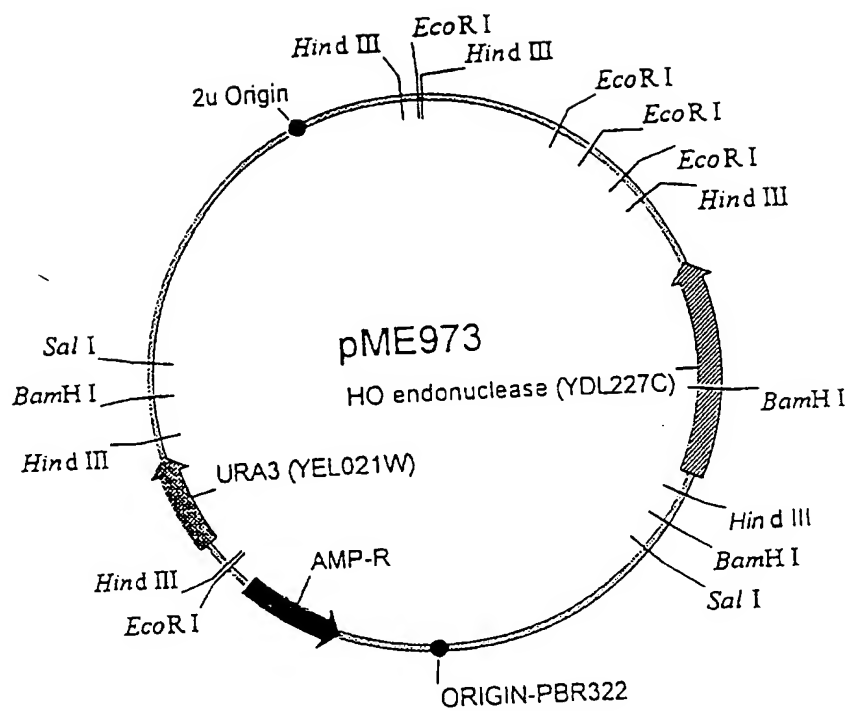 EcoR I
Hind III
Hind III
2u Origin
EcoR I
EcoR I
EcoR I
Hind III
pME973
Sal I
HO endonuclease (YDL227C)
BamH I
BamH I
Hind III
URA3 (YEL021W)
Hind III
BamH I
AMP-R
Hind III
Sal I
EcoR I
ORIGIN-PBR322